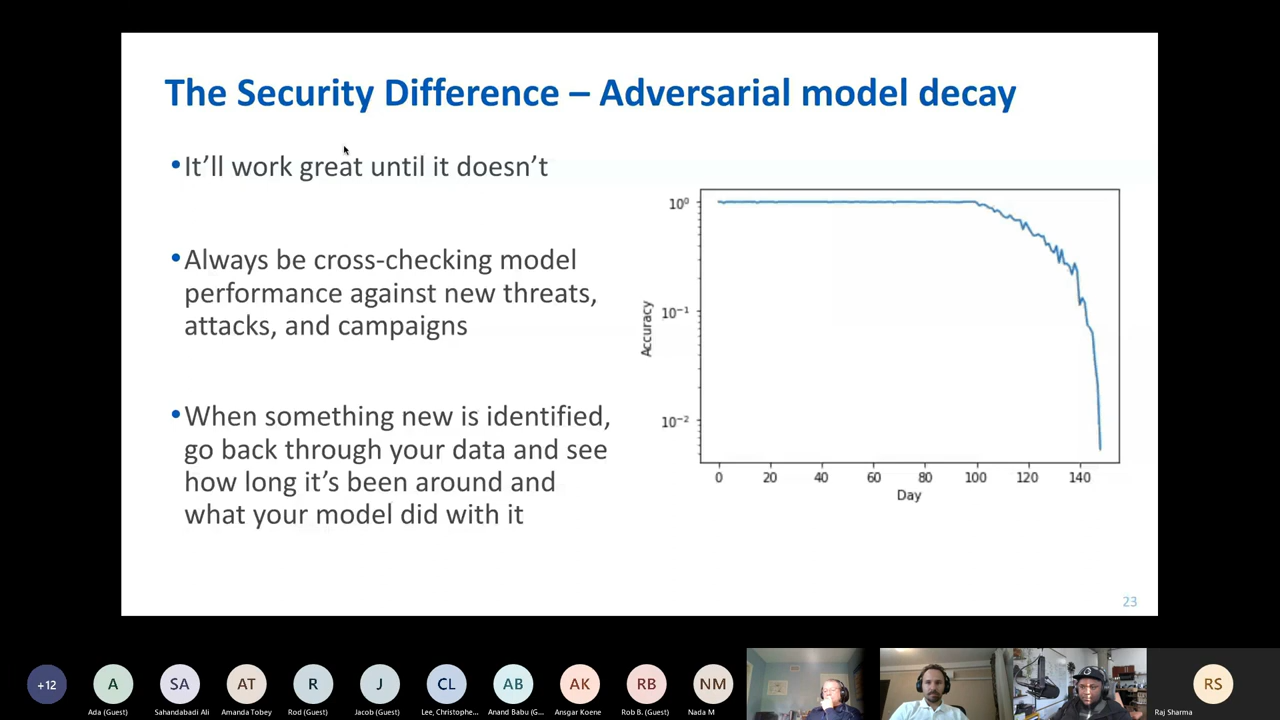 The Security Difference – Adversarial model decay
•It’ll work great until it doesn’t
•Always be cross-checking model
performance against new threats,
attacks, and campaigns
•When something new is identified,
go back through your data and see
how long it’s been around and
what your model did with it
Accuracy
10⁰
10⁻¹
10⁻²
0 20 40 60 80 100 120 140
Day
23
+12 A SA AT R J CL AB AK RB NM RS
Ada (Guest) Sahandabadi Ali Amanda Tobey Rod (Guest) Jacob (Guest) Lee, Christophe... Anand Babu (G... Ansgar Koene Rob B. (Guest) Nada M Raj Sharma